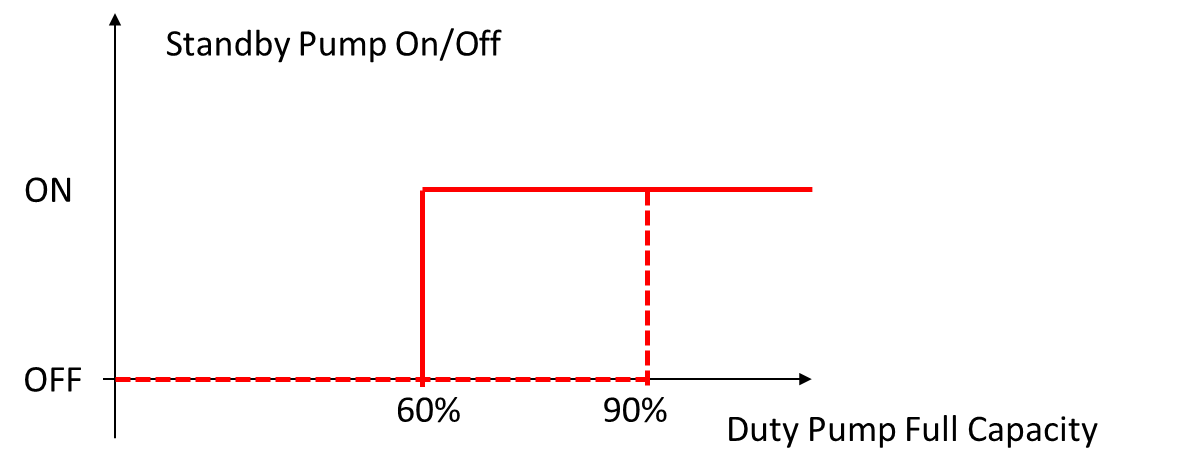 Standby Pump On/Off
ON
OFF
60%
90%
Duty Pump Full Capacity